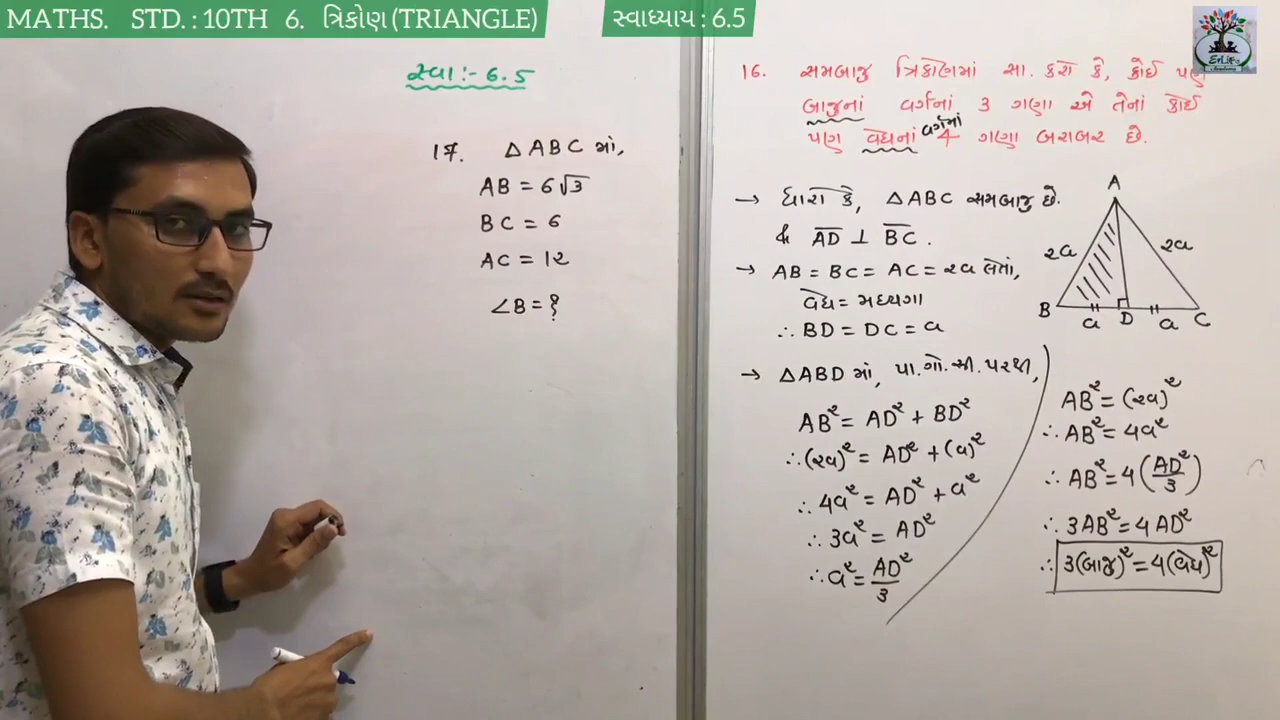 MATHS. STD. : 10TH 6. ત્રિકોણ (TRIANGLE)
સ્વાધ્યાય : 6.5
સ્વા:- 6.5
17. △ABC માં,
AB = 6√3
BC = 6
AC = 12
∠B = ?
16. સમબાજુ ત્રિકોણમાં સા. કરો કે, કોઈ પણ
બાજુનાં વર્ગનાં 3 ગણા એ તેનાં કોઈ
પણ વેધનાં વર્ગમાં 4 ગણા બરાબર છે.
→ ધારો કે, △ABC સમબાજુ છે.
& AD ⊥ BC.
→ AB = BC = AC = 2a લેતાં,
વેધ = મધ્યગા
∴ BD = DC = a
→ △ABD માં, પા.ગો.સી. પરથી,
AB² = AD² + BD²
∴ (2a)² = AD² + (a)²
∴ 4a² = AD² + a²
∴ 3a² = AD²
∴ a² = AD²/3
A
2a 2a
B a D a C
AB² = (2a)²
∴ AB² = 4a²
∴ AB² = 4(AD²/3)
∴ 3AB² = 4AD²
∴ 3(બાજુ)² = 4(વેધ)²